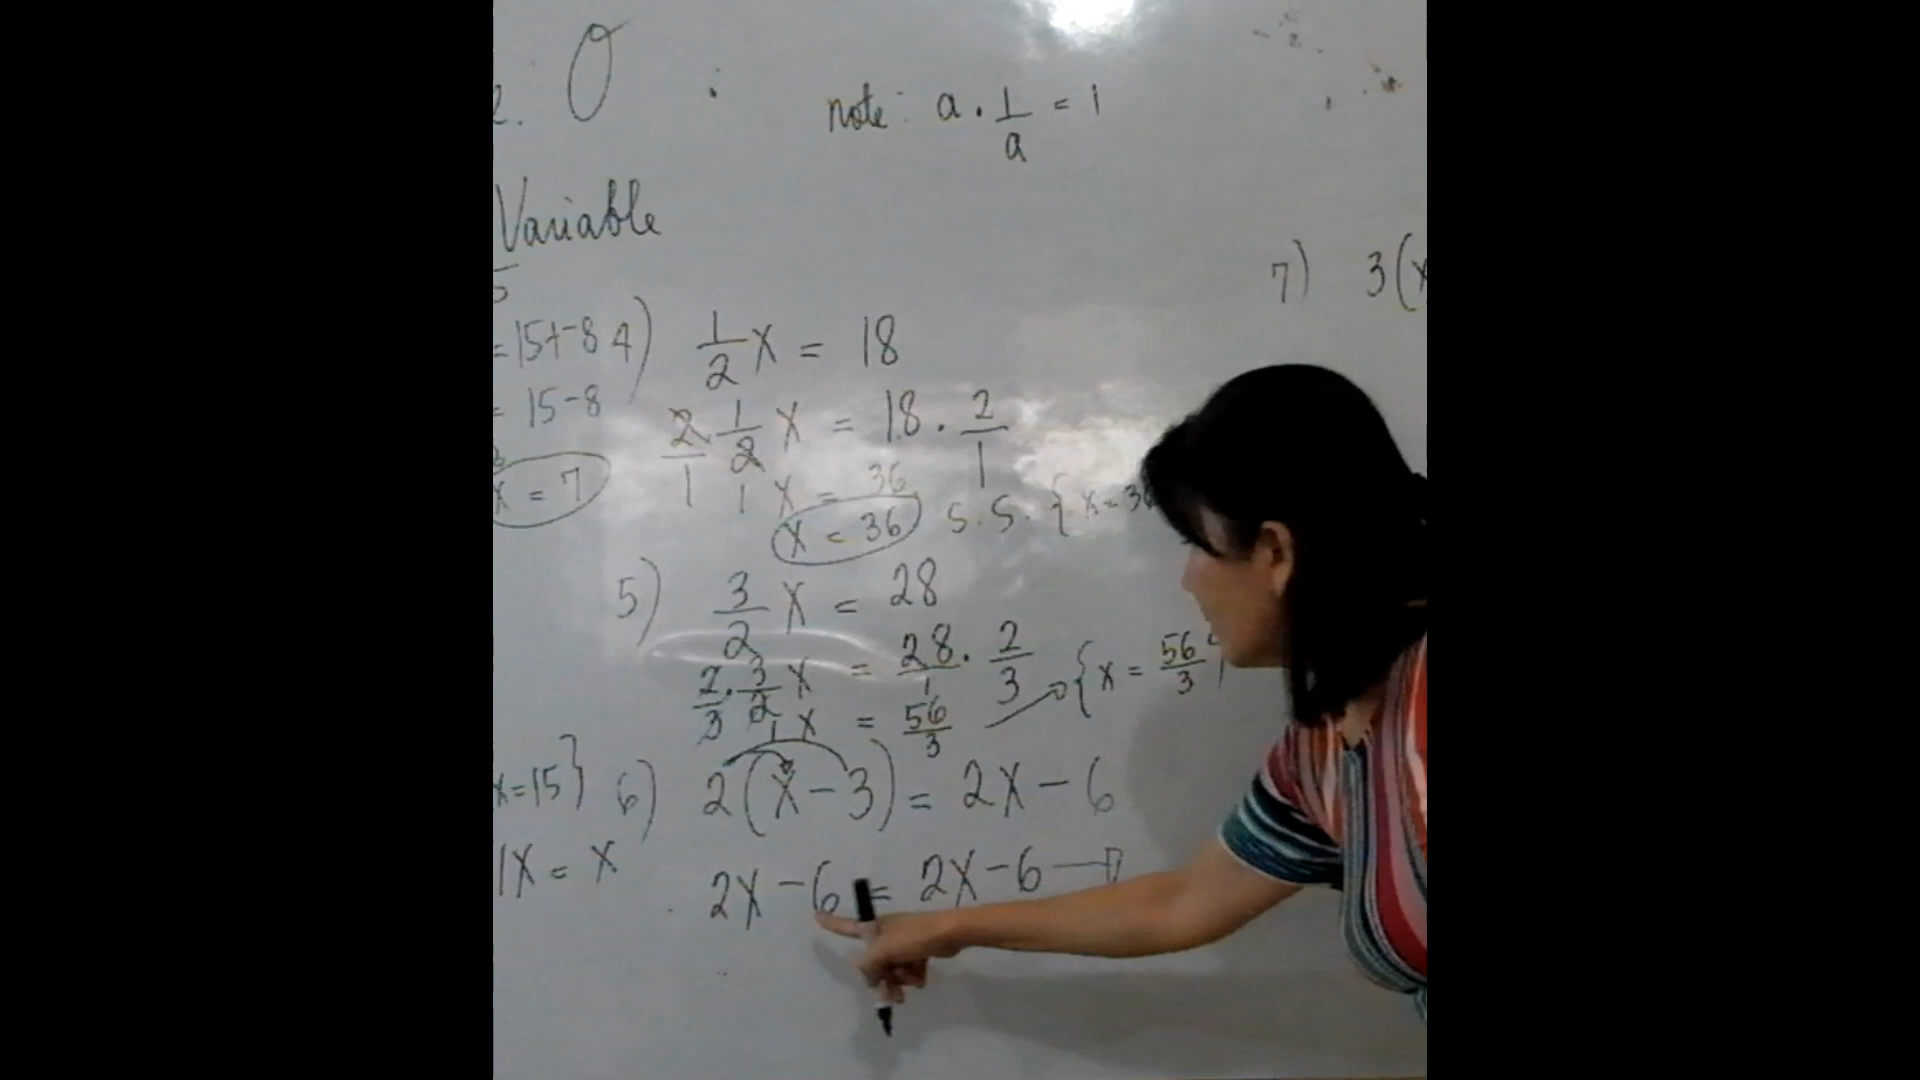 0
note: a . 1/a = 1
Variable
5
= 15 + -8
= 15 - 8
x = 7
4) 1/2 x = 18
2/1 1/2 x = 18 . 2/1
1 x = 36
x = 36 S.S. { x = 36
5) 3/2 x = 28
2/3 . 3/2 x = 28/1 . 2/3
1 x = 56/3 → { x = 56/3 }
x = 15}
1x = x
6) 2(x - 3) = 2x - 6
2x - 6 = 2x - 6
7) 3(x